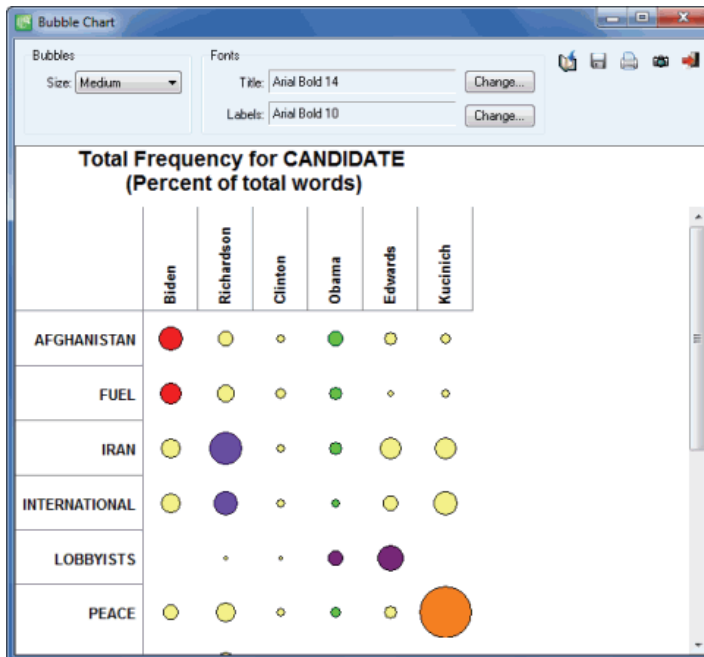 Bubble Chart
Bubbles
Size: Medium
Fonts
Title: Arial Bold 14 Change...
Labels: Arial Bold 10 Change...
Total Frequency for CANDIDATE
(Percent of total words)
Biden Richardson Clinton Obama Edwards Kucinich
AFGHANISTAN
FUEL
IRAN
INTERNATIONAL
LOBBYISTS
PEACE